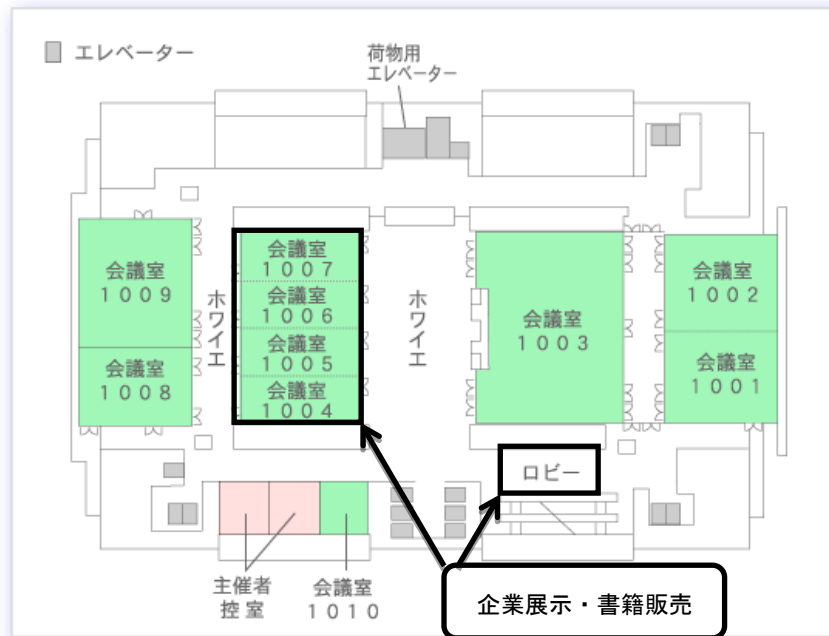 エレベーター
荷物用
エレベーター
会議室
１００９
会議室
１００８
ホワイエ
会議室
１００７
会議室
１００６
会議室
１００５
会議室
１００４
ホワイエ
会議室
１００３
会議室
１００２
会議室
１００１
ロビー
主催者
控室
会議室
１０１０
企業展示・書籍販売